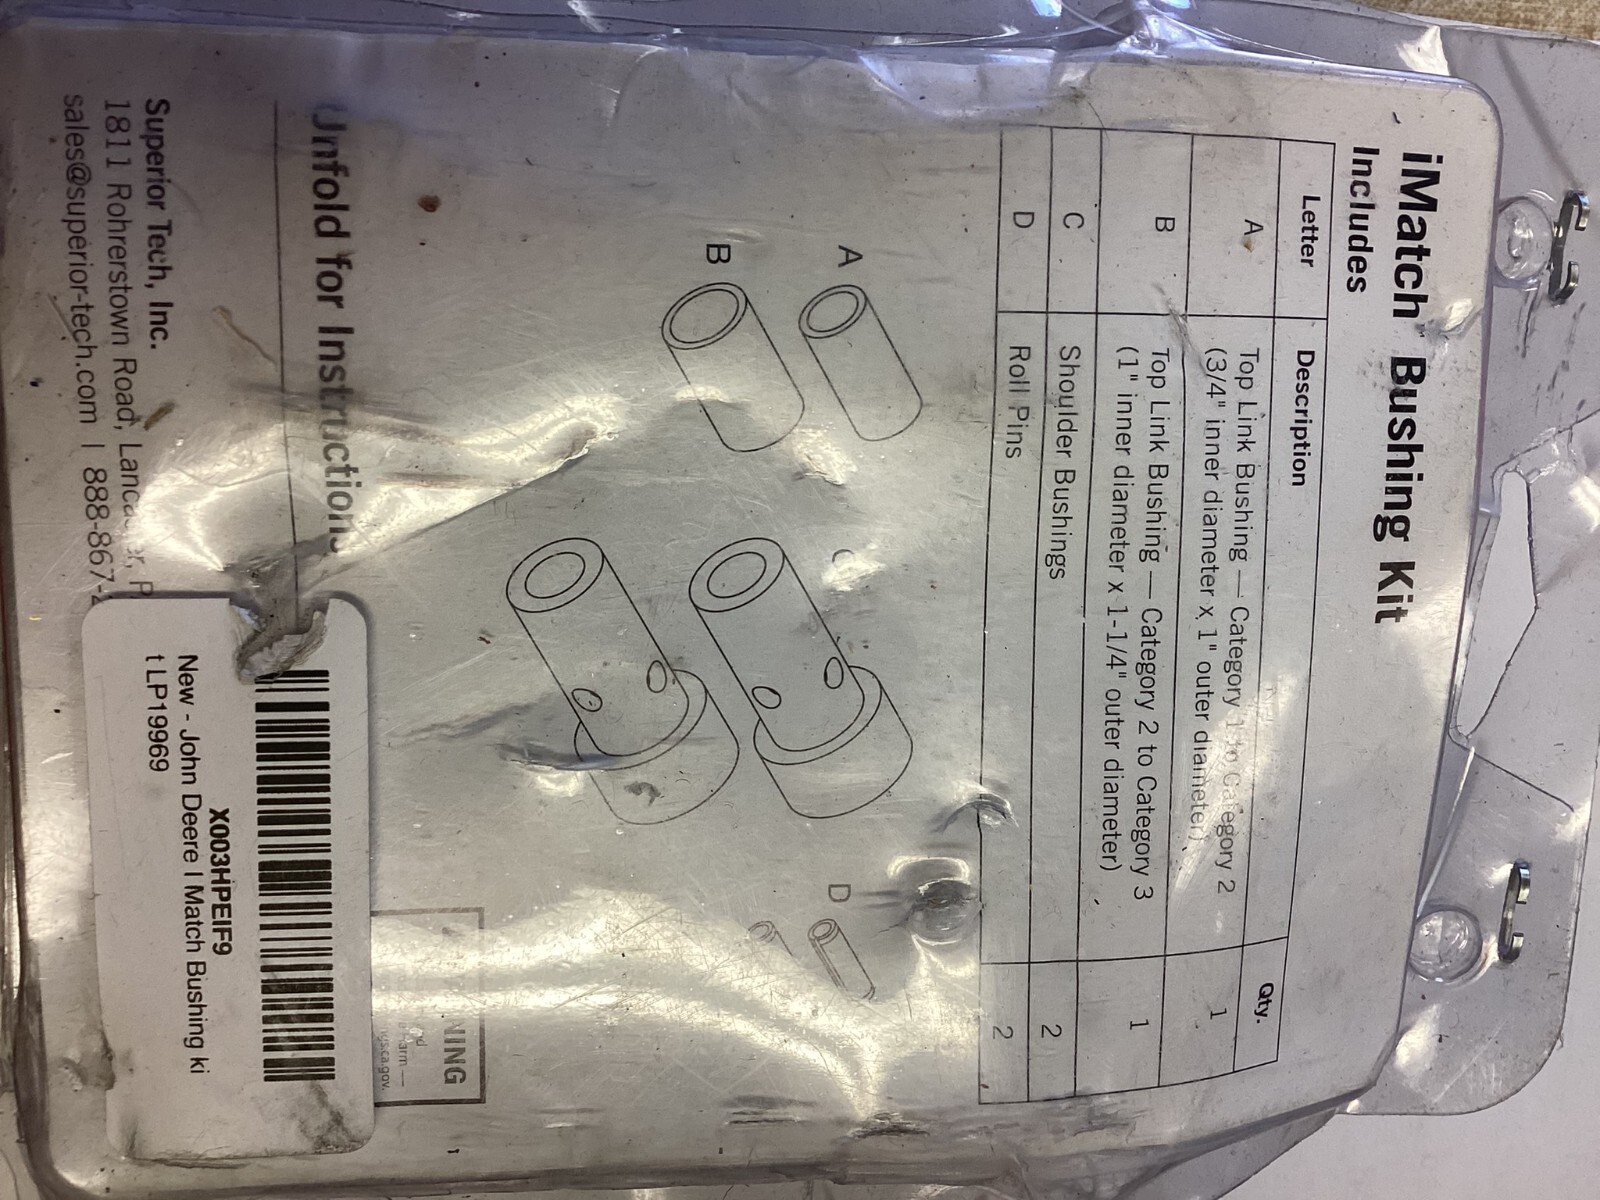 iMatch™ Bushing Kit
Includes
Letter Description Qty.
A Top Link Bushing — Category 1 to Category 2 1
(3/4" inner diameter x 1" outer diameter)
B Top Link Bushing — Category 2 to Category 3 1
(1" inner diameter x 1-1/4" outer diameter)
C Shoulder Bushings 2
D Roll Pins 2
A
B
C
D
Unfold for Instructions
Superior Tech, Inc.
1811 Rohrerstown Road,
sales@superior-tech.com | 888-867-
X003HPEIF9
New - John Deere I Match Bushing ki
t LP19969